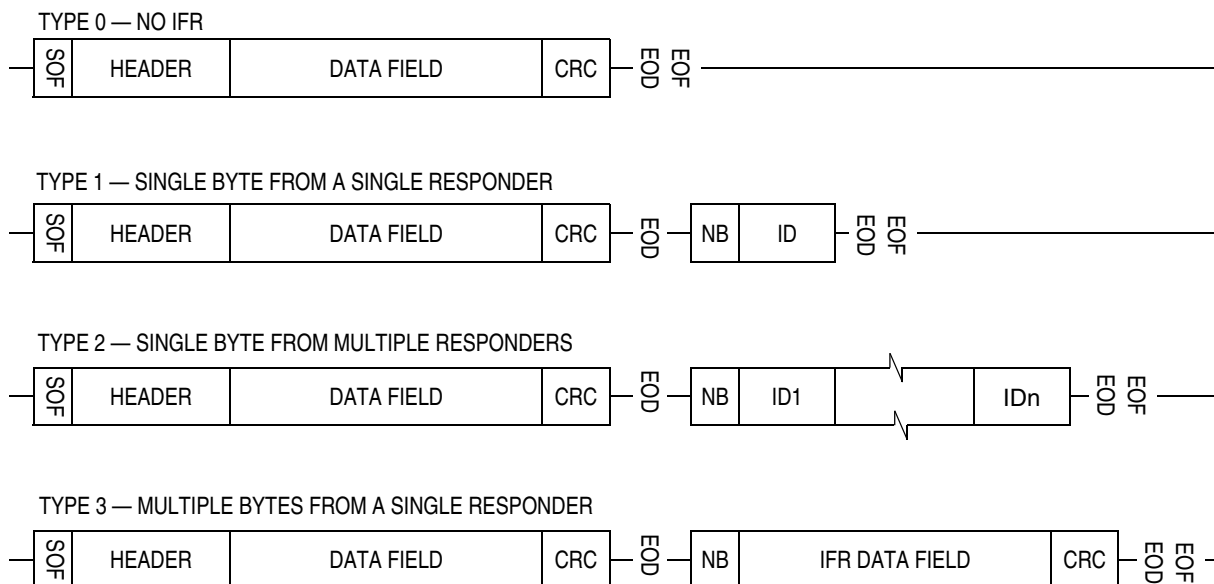 TYPE 0 — NO IFR
SOF HEADER DATA FIELD CRC EOD EOF
TYPE 1 — SINGLE BYTE FROM A SINGLE RESPONDER
SOF HEADER DATA FIELD CRC EOD NB ID EOD EOF
TYPE 2 — SINGLE BYTE FROM MULTIPLE RESPONDERS
SOF HEADER DATA FIELD CRC EOD NB ID1 IDn EOD EOF
TYPE 3 — MULTIPLE BYTES FROM A SINGLE RESPONDER
SOF HEADER DATA FIELD CRC EOD NB IFR DATA FIELD CRC EOD EOF